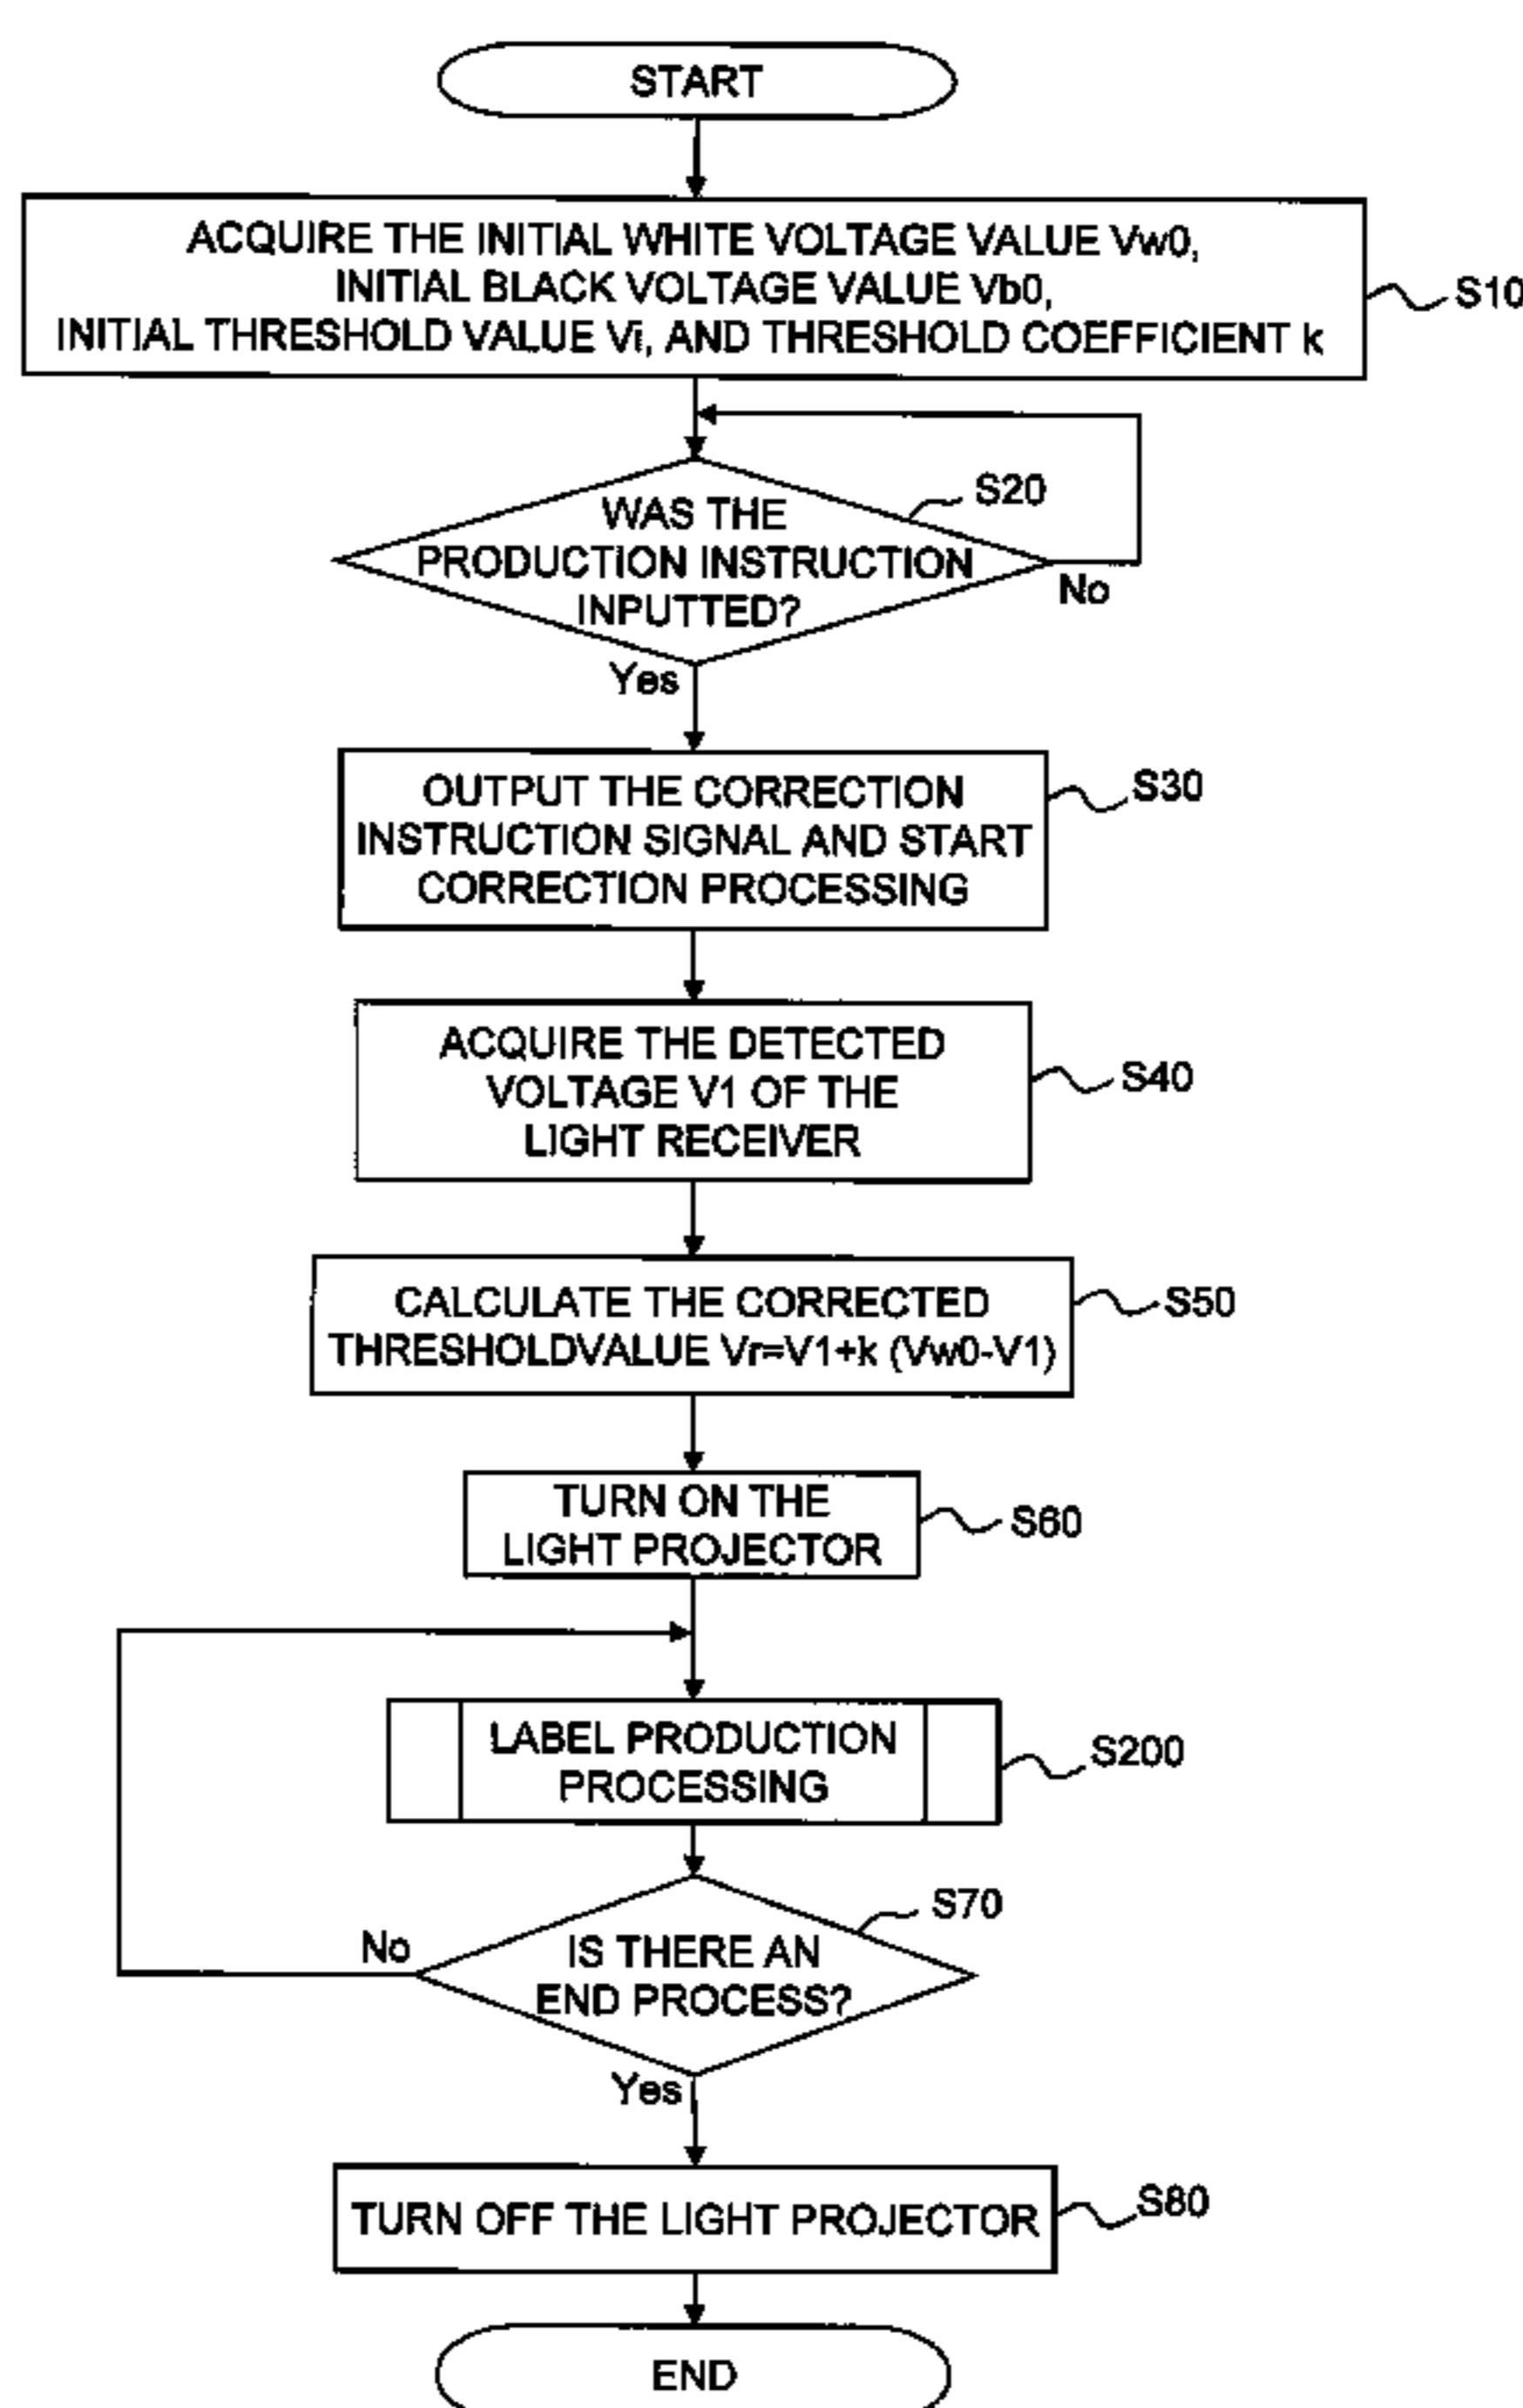 START
ACQUIRE THE INITIAL WHITE VOLTAGE VALUE Vw0,
INITIAL BLACK VOLTAGE VALUE Vb0,
INITIAL THRESHOLD VALUE Vi, AND THRESHOLD COEFFICIENT k
S10
S20
WAS THE
PRODUCTION INSTRUCTION
INPUTTED?
No
Yes
OUTPUT THE CORRECTION
INSTRUCTION SIGNAL AND START
CORRECTION PROCESSING
S30
ACQUIRE THE DETECTED
VOLTAGE V1 OF THE
LIGHT RECEIVER
S40
CALCULATE THE CORRECTED
THRESHOLDVALUE Vr=V1+k (Vw0-V1)
S50
TURN ON THE
LIGHT PROJECTOR
S60
LABEL PRODUCTION
PROCESSING
S200
S70
No
IS THERE AN
END PROCESS?
Yes
TURN OFF THE LIGHT PROJECTOR
S80
END